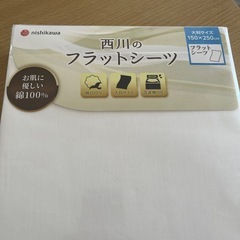 nishikawa
西川の
フラットシーツ
大判サイズ
150×250cm
フラット
シーツ
お肌に
優しい
綿100%